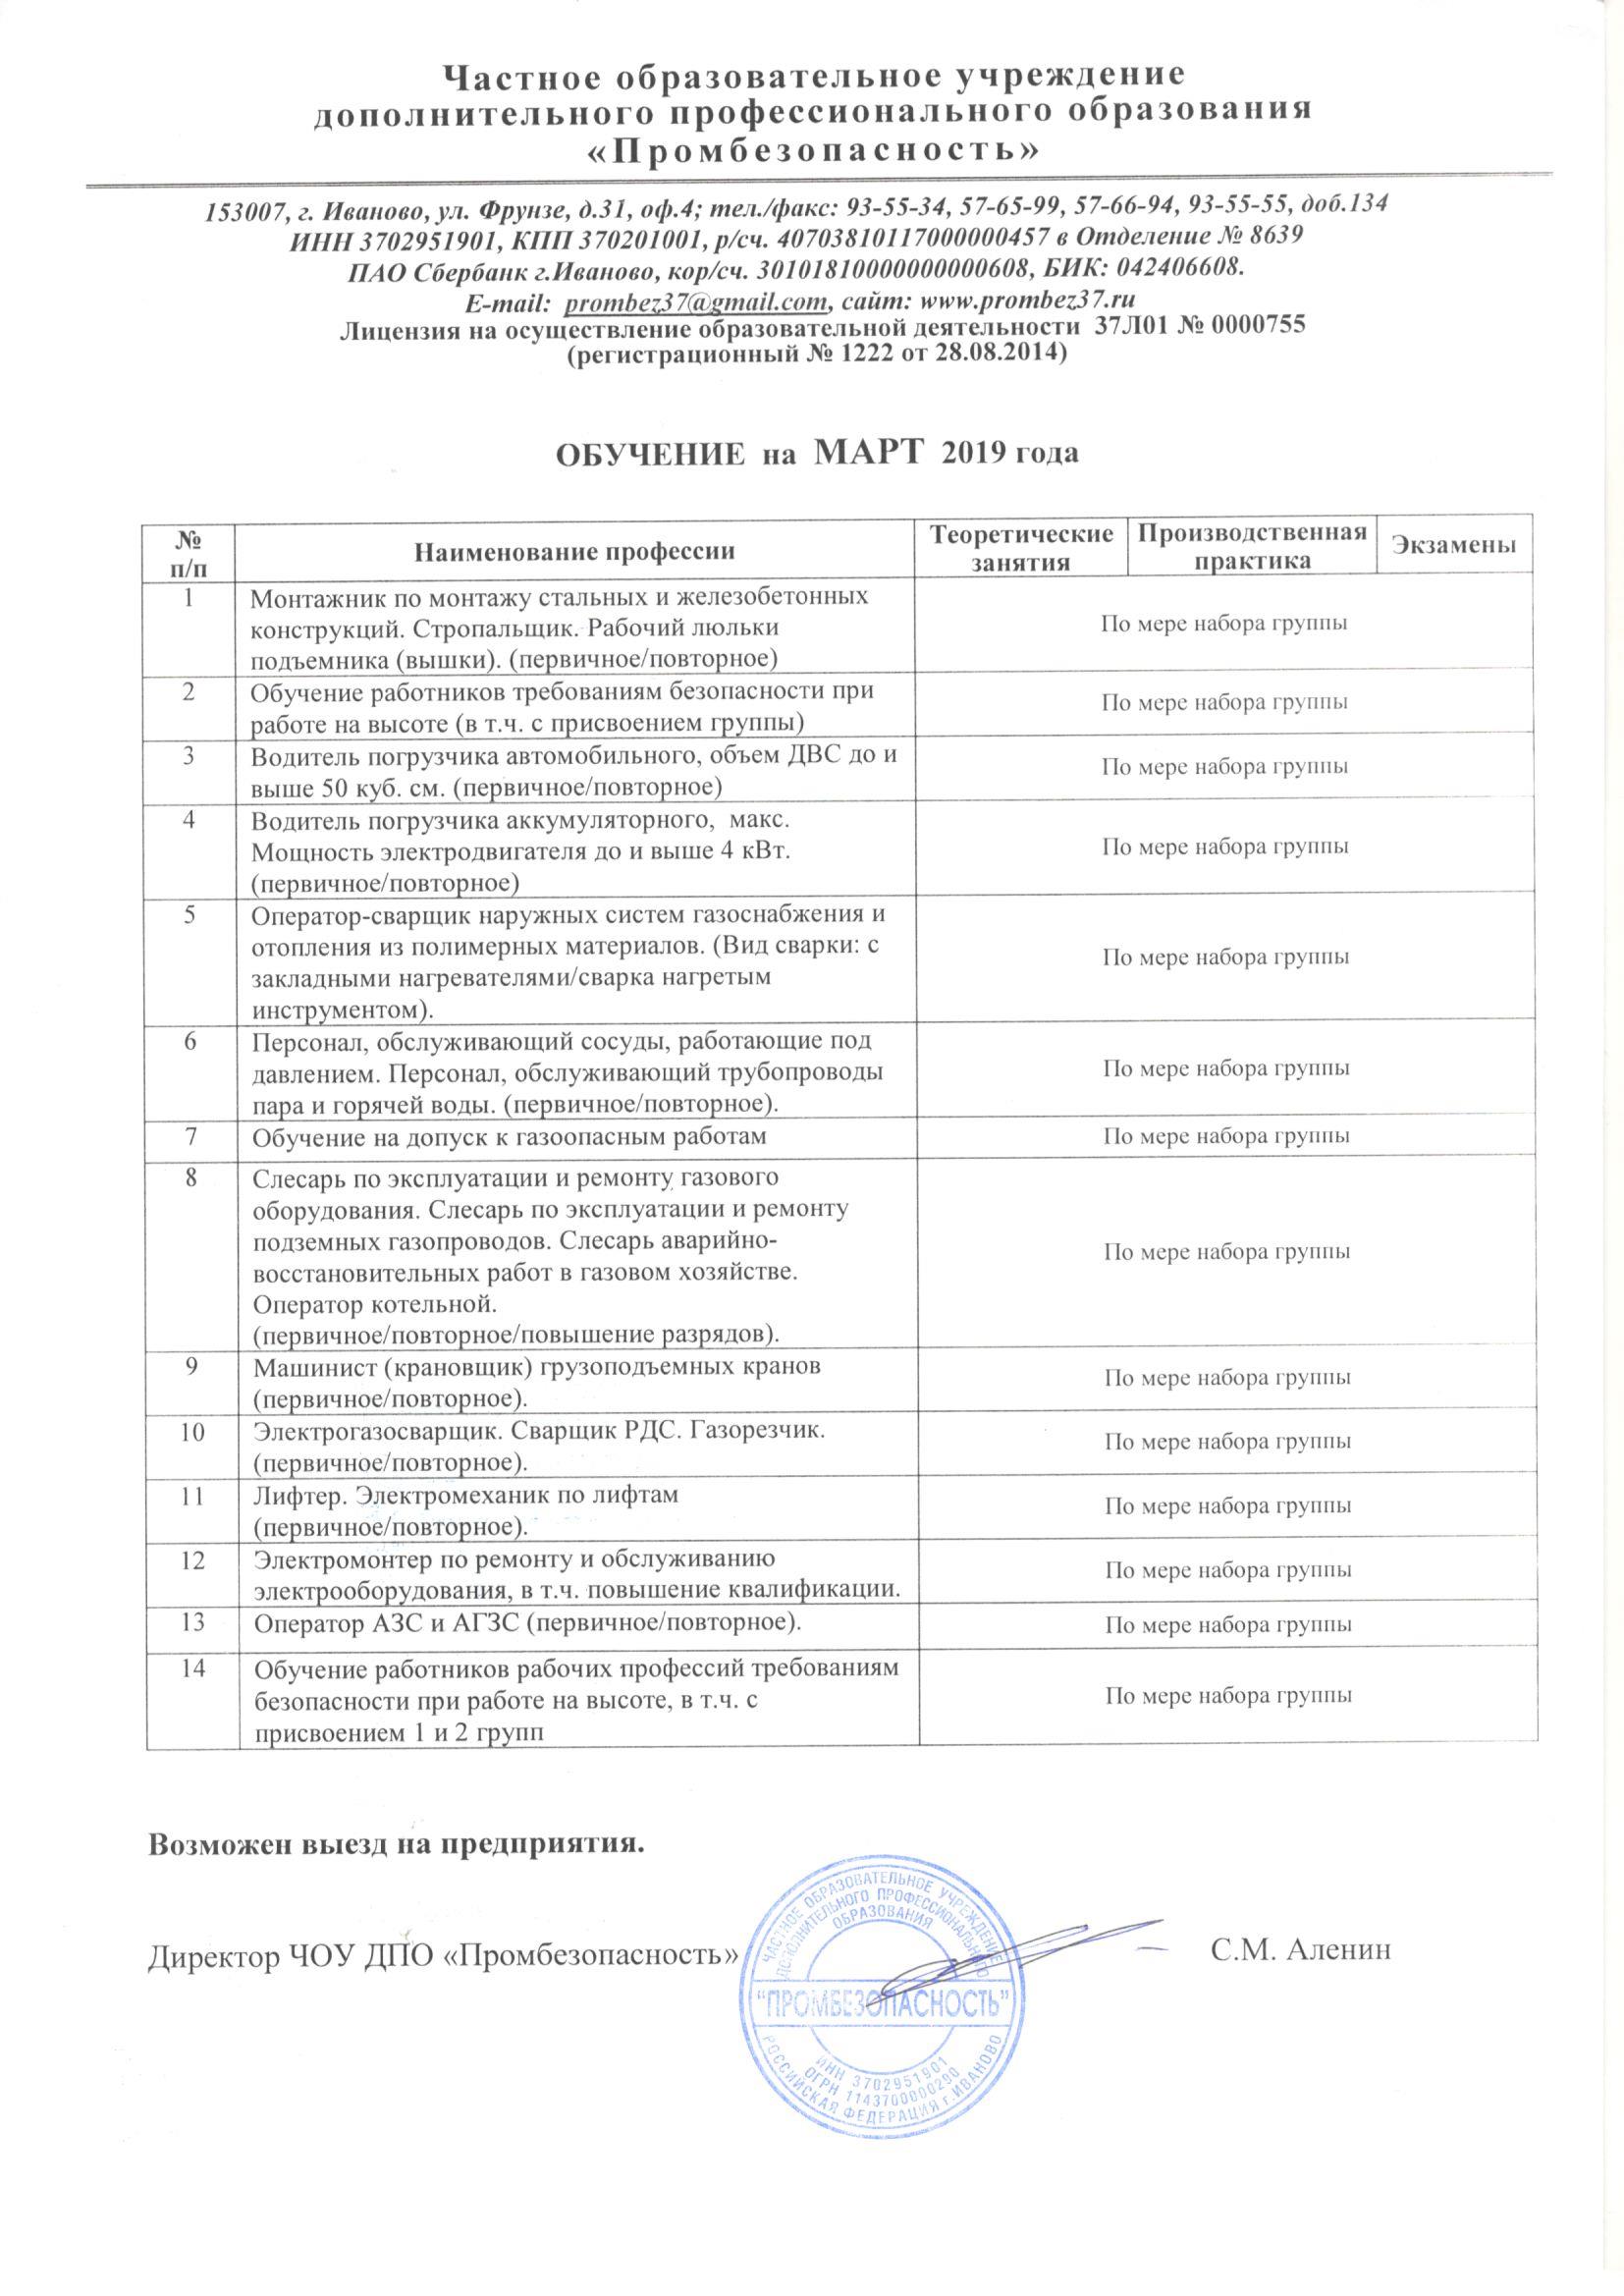 Частное образовательное учреждение
дополнительного профессионального образования
«Промбезопасность»
153007, г. Иваново, ул. Фрунзе, д.31, оф.4; тел./факс: 93-55-34, 57-65-99, 57-66-94, 93-55-55, доб.134
ИНН 3702951901, КПП 370201001, р/сч. 40703810117000000457 в Отделение № 8639
ПАО Сбербанк г.Иваново, кор/сч. 30101810000000000608, БИК: 042406608.
E-mail: prombez37@gmail.com, сайт: www.prombez37.ru
Лицензия на осуществление образовательной деятельности 37Л01 № 0000755
(регистрационный № 1222 от 28.08.2014)
ОБУЧЕНИЕ на МАРТ 2019 года
№
п/п
Наименование профессии
Теоретические
занятия
Производственная
практика
Экзамены
1
Монтажник по монтажу стальных и железобетонных
конструкций. Стропальщик. Рабочий люльки
подъемника (вышки). (первичное/повторное)
По мере набора группы
2
Обучение работников требованиям безопасности при
работе на высоте (в т.ч. с присвоением группы)
По мере набора группы
3
Водитель погрузчика автомобильного, объем ДВС до и
выше 50 куб. см. (первичное/повторное)
По мере набора группы
4
Водитель погрузчика аккумуляторного, макс.
Мощность электродвигателя до и выше 4 кВт.
(первичное/повторное)
По мере набора группы
5
Оператор-сварщик наружных систем газоснабжения и
отопления из полимерных материалов. (Вид сварки: с
закладными нагревателями/сварка нагретым
инструментом).
По мере набора группы
6
Персонал, обслуживающий сосуды, работающие под
давлением. Персонал, обслуживающий трубопроводы
пара и горячей воды. (первичное/повторное).
По мере набора группы
7
Обучение на допуск к газоопасным работам
По мере набора группы
8
Слесарь по эксплуатации и ремонту газового
оборудования. Слесарь по эксплуатации и ремонту
подземных газопроводов. Слесарь аварийно-
восстановительных работ в газовом хозяйстве.
Оператор котельной.
(первичное/повторное/повышение разрядов).
По мере набора группы
9
Машинист (крановщик) грузоподъемных кранов
(первичное/повторное).
По мере набора группы
10
Электрогазосварщик. Сварщик РДС. Газорезчик.
(первичное/повторное).
По мере набора группы
11
Лифтер. Электромеханик по лифтам
(первичное/повторное).
По мере набора группы
12
Электромонтер по ремонту и обслуживанию
электрооборудования, в т.ч. повышение квалификации.
По мере набора группы
13
Оператор АЗС и АГЗС (первичное/повторное).
По мере набора группы
14
Обучение работников рабочих профессий требованиям
безопасности при работе на высоте, в т.ч. с
присвоением 1 и 2 групп
По мере набора группы
Возможен выезд на предприятия.
Директор ЧОУ ДПО «Промбезопасность»
С.М. Аленин
ЧАСТНОЕ ОБРАЗОВАТЕЛЬНОЕ УЧРЕЖДЕНИЕ
ДОПОЛНИТЕЛЬНОГО ПРОФЕССИОНАЛЬНОГО
ОБРАЗОВАНИЯ
"ПРОМБЕЗОПАСНОСТЬ"
ИНН 3702951901
ОГРН 1143700000290
РОССИЙСКАЯ ФЕДЕРАЦИЯ г.ИВАНОВО